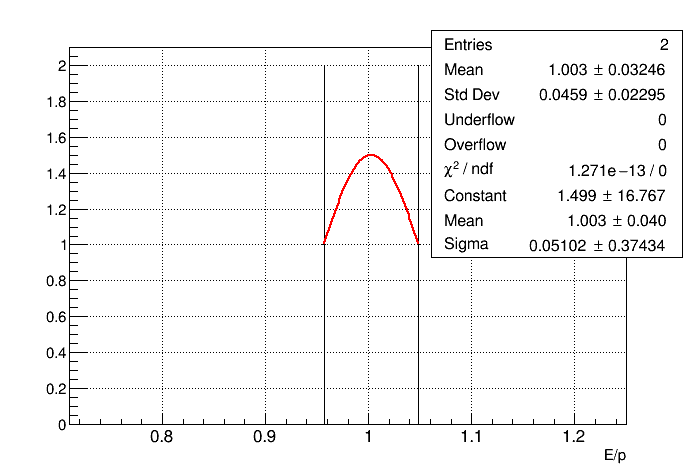 Entries 2
Mean 1.003 ± 0.03246
Std Dev 0.0459 ± 0.02295
Underflow 0
Overflow 0
χ² / ndf 1.271e−13 / 0
Constant 1.499 ± 16.767
Mean 1.003 ± 0.040
Sigma 0.05102 ± 0.37434
2
1.8
1.6
1.4
1.2
1
0.8
0.6
0.4
0.2
0
0.8 0.9 1 1.1 1.2
E/p